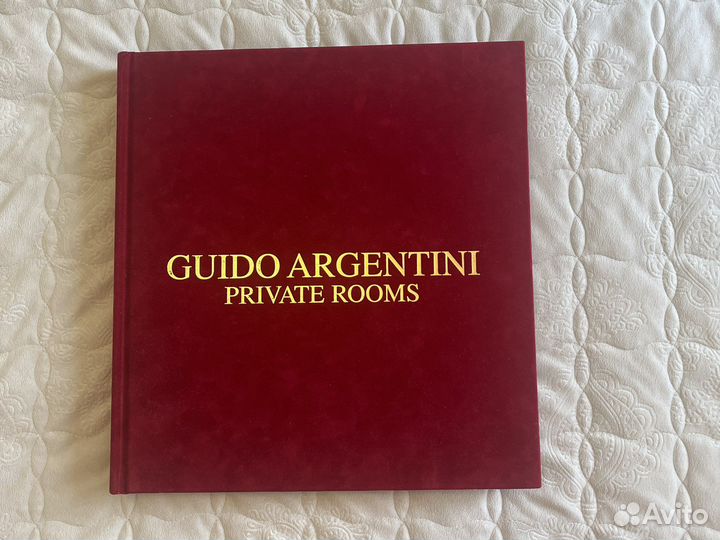 GUIDO ARGENTINI
PRIVATE ROOMS
Avito